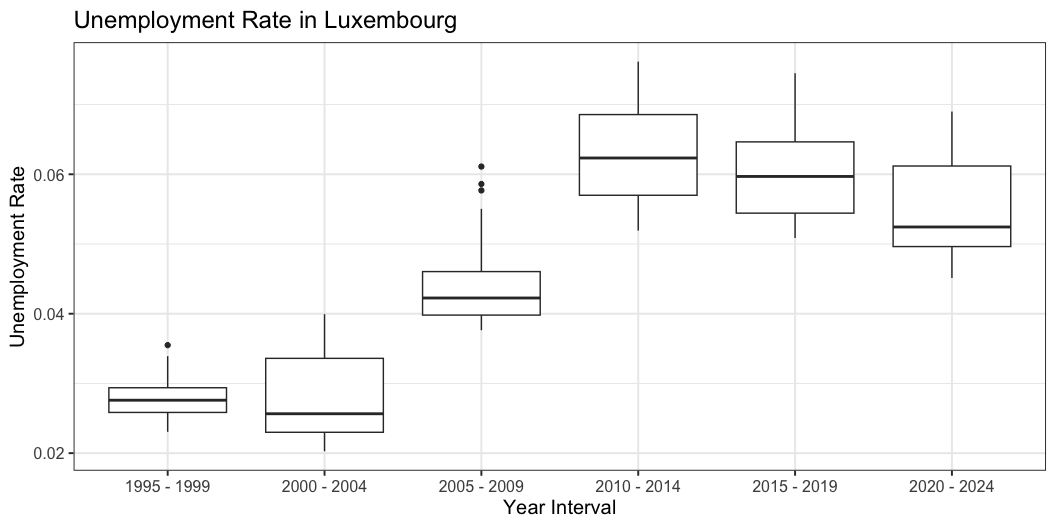 Unemployment Rate in Luxembourg
Unemployment Rate
0.06
0.04
0.02
1995 - 1999
2000 - 2004
2005 - 2009
2010 - 2014
2015 - 2019
2020 - 2024
Year Interval